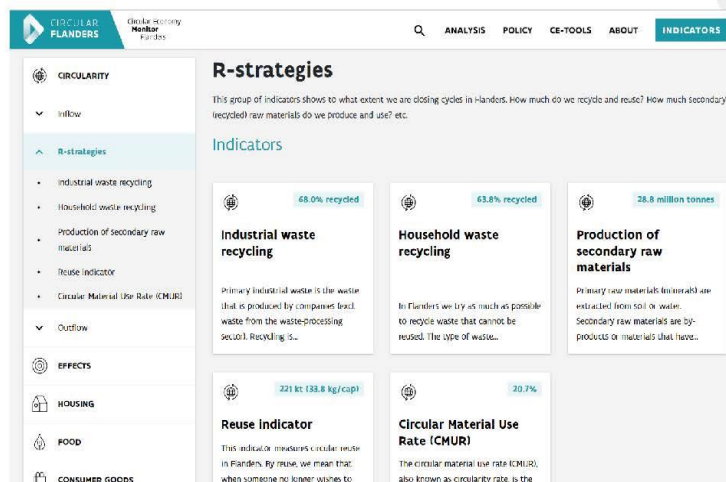 CIRCULAR
FLANDERS
Circular Economy
Monitor
Flanders
ANALYSIS
POLICY
CE-TOOLS
ABOUT
INDICATORS
CIRCULARITY
Inflow
R-strategies
Industrial waste recycling
Household waste recycling
Production of secondary raw
materials
Reuse indicator
Circular Material Use Rate (CMUR)
Outflow
EFFECTS
HOUSING
FOOD
CONSUMER GOODS
R-strategies
This group of indicators shows to what extent we are closing cycles in Flanders. How much do we recycle and reuse? How much secondary
(recycled) raw materials do we produce and use? etc.
Indicators
68.0% recycled
Industrial waste
recycling
Primary industrial waste is the waste
that is produced by companies (excl.
waste from the waste-processing
sector). Recycling is...
63.8% recycled
Household waste
recycling
In Flanders we try as much as possible
to recycle waste that cannot be
reused. The type of waste...
28.8 million tonnes
Production of
secondary raw
materials
Primary raw materials (minerals) are
extracted from soil or water.
Secondary raw materials are by-
products or materials that have...
221 kt (33.8 kg/cap)
Reuse indicator
This indicator measures circular reuse
in Flanders. By reuse, we mean that
when someone no longer wishes to
20.7%
Circular Material Use
Rate (CMUR)
The circular material use rate (CMUR),
also known as circularity rate, is the